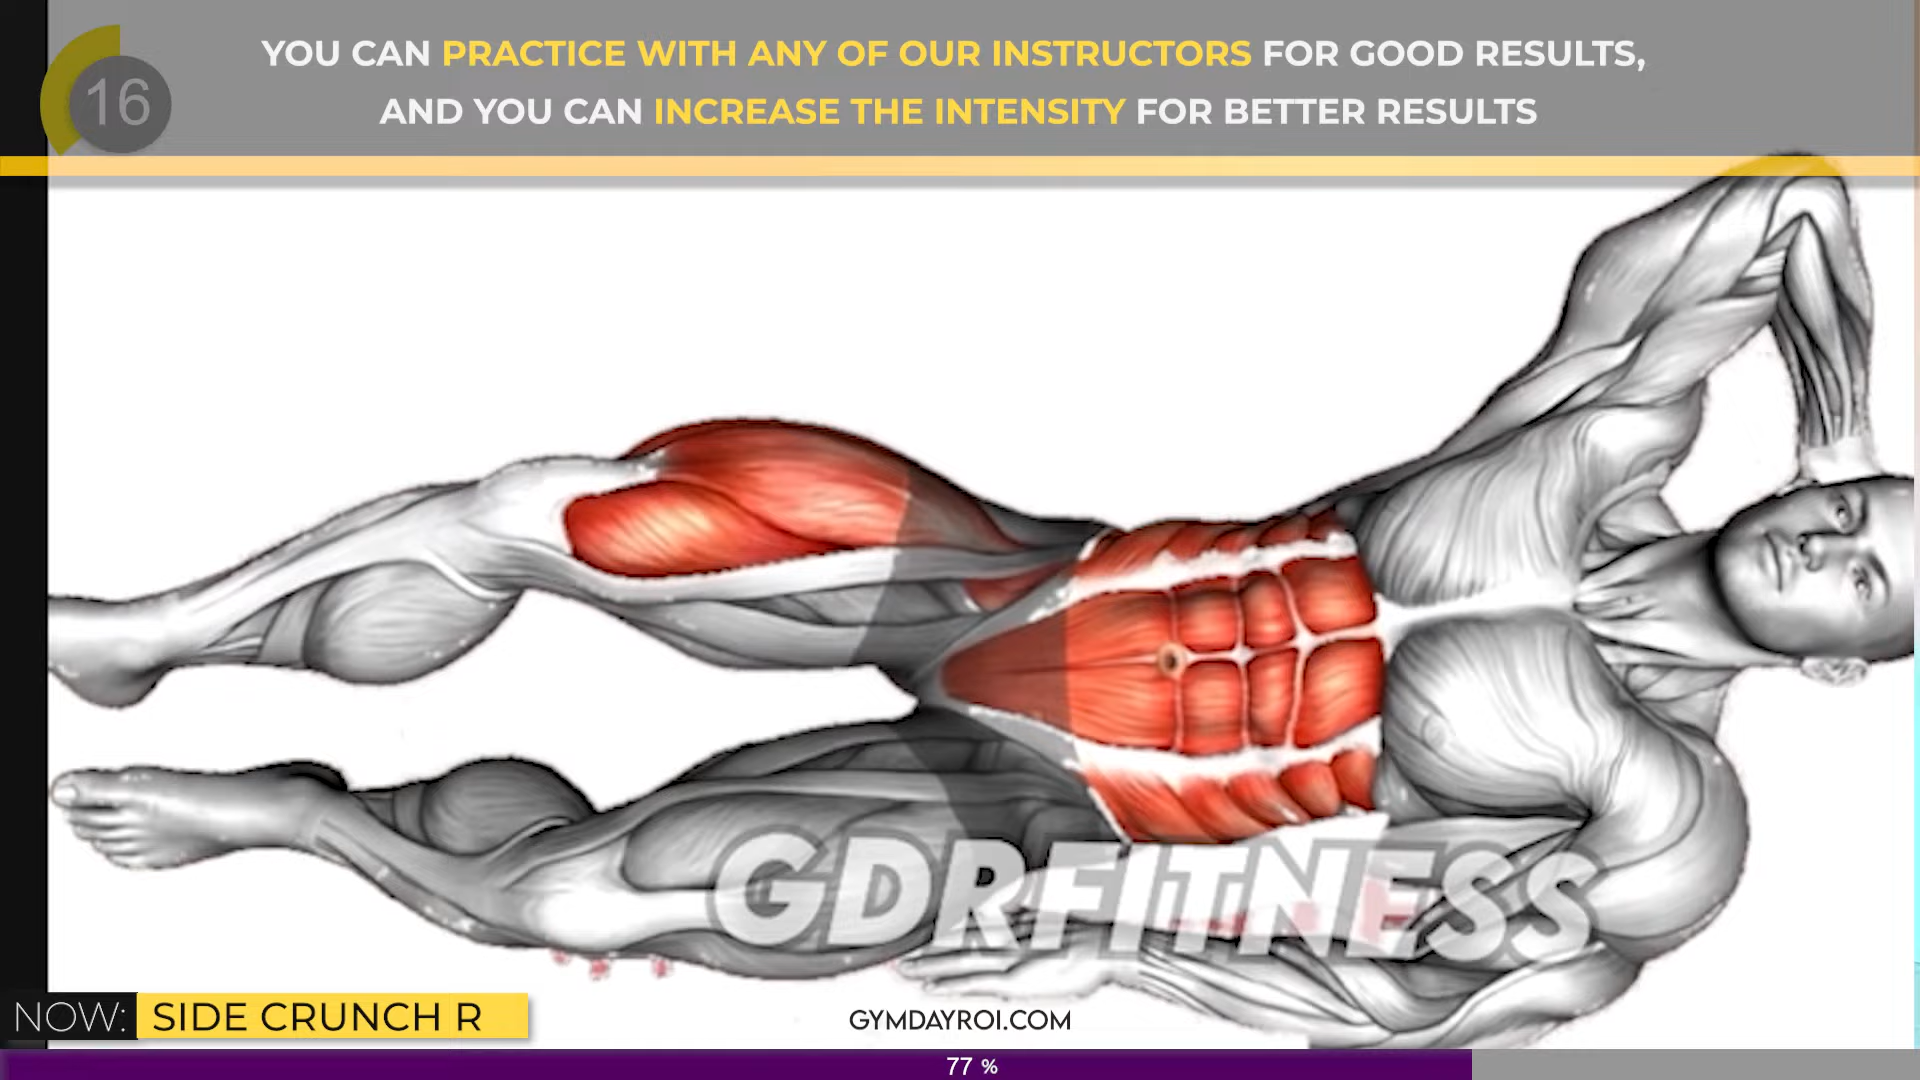 16
YOU CAN PRACTICE WITH ANY OF OUR INSTRUCTORS FOR GOOD RESULTS,
AND YOU CAN INCREASE THE INTENSITY FOR BETTER RESULTS
GDRFITNESS
NOW: SIDE CRUNCH R
GYMDAYROI.COM
77 %